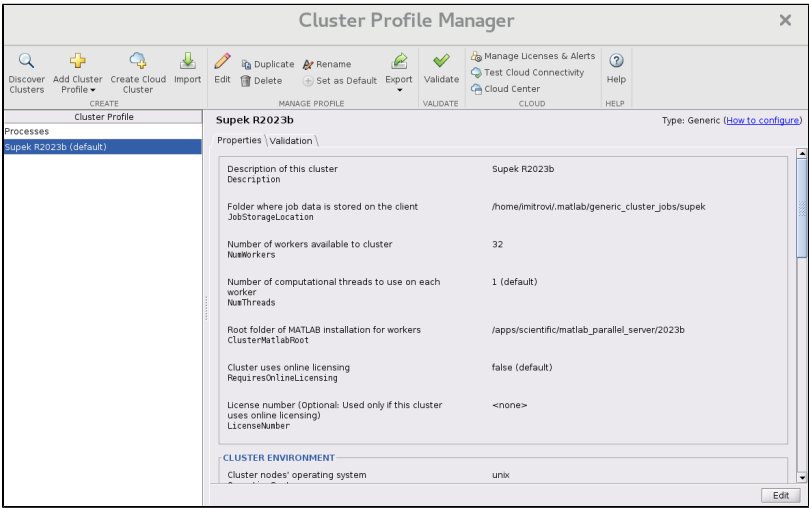 Cluster Profile Manager
Discover Clusters
Add Cluster Profile
Create Cloud Cluster
Import
CREATE
Edit
Duplicate
Delete
Rename
Set as Default
Export
MANAGE PROFILE
Validate
VALIDATE
Manage Licenses & Alerts
Test Cloud Connectivity
Cloud Center
CLOUD
Help
HELP
Cluster Profile
Processes
Supek R2023b (default)
Supek R2023b
Type: Generic (How to configure)
Properties
Validation
Description of this cluster
Description
Supek R2023b
Folder where job data is stored on the client
JobStorageLocation
/home/imitrovi/.matlab/generic_cluster_jobs/supek
Number of workers available to cluster
NumWorkers
32
Number of computational threads to use on each
worker
NumThreads
1 (default)
Root folder of MATLAB installation for workers
ClusterMatlabRoot
/apps/scientific/matlab_parallel_server/2023b
Cluster uses online licensing
RequiresOnlineLicensing
false (default)
License number (Optional: Used only if this cluster
uses online licensing)
LicenseNumber
<none>
CLUSTER ENVIRONMENT
Cluster nodes' operating system
unix
Edit